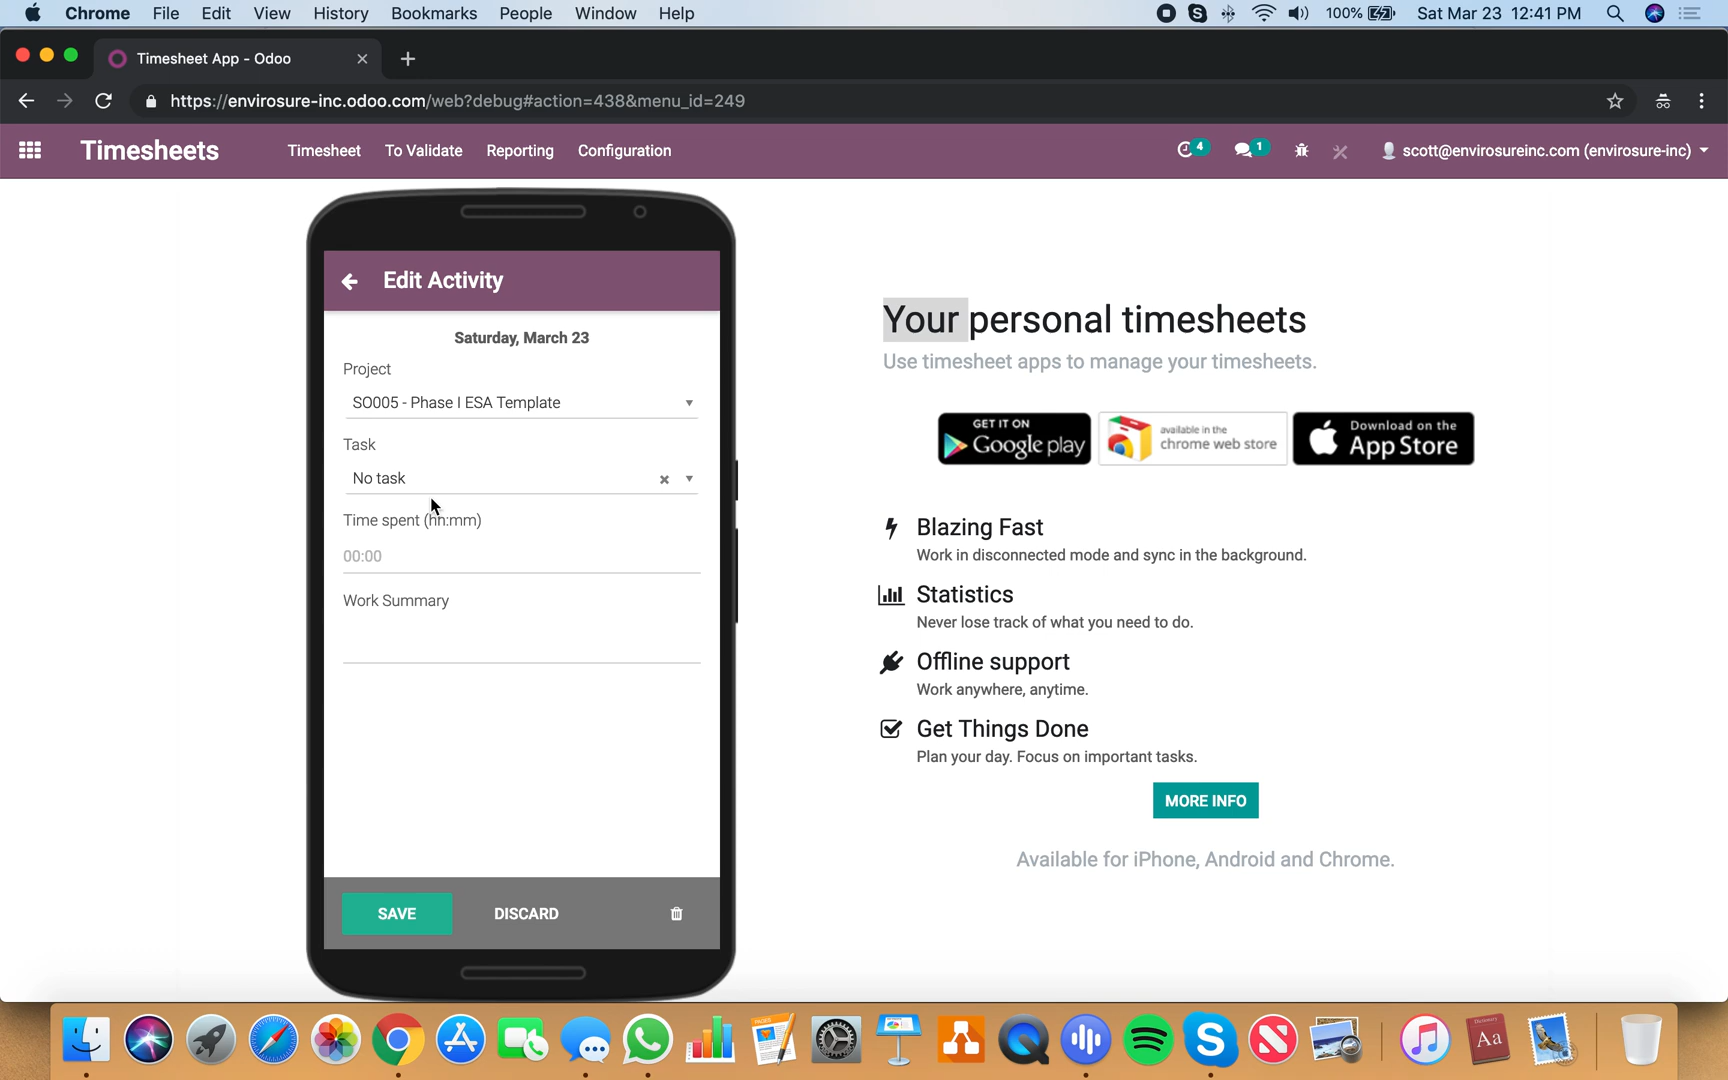 Chrome File Edit View History Bookmarks People Window Help 100% Sat Mar 23 12:41 PM
Timesheet App - Odoo
https://envirosure-inc.odoo.com/web?debug#action=438&menu_id=249
Timesheets Timesheet To Validate Reporting Configuration 4 1 scott@envirosureinc.com (envirosure-inc)
Edit Activity
Saturday, March 23
Project
SO005 - Phase I ESA Template
Task
No task
Time spent (hh:mm)
00:00
Work Summary
SAVE DISCARD
Your personal timesheets
Use timesheet apps to manage your timesheets.
GET IT ON
Google play
available in the
chrome web store
Download on the
App Store
Blazing Fast
Work in disconnected mode and sync in the background.
Statistics
Never lose track of what you need to do.
Offline support
Work anywhere, anytime.
Get Things Done
Plan your day. Focus on important tasks.
MORE INFO
Available for iPhone, Android and Chrome.
PAGES
Dictionary
Aa